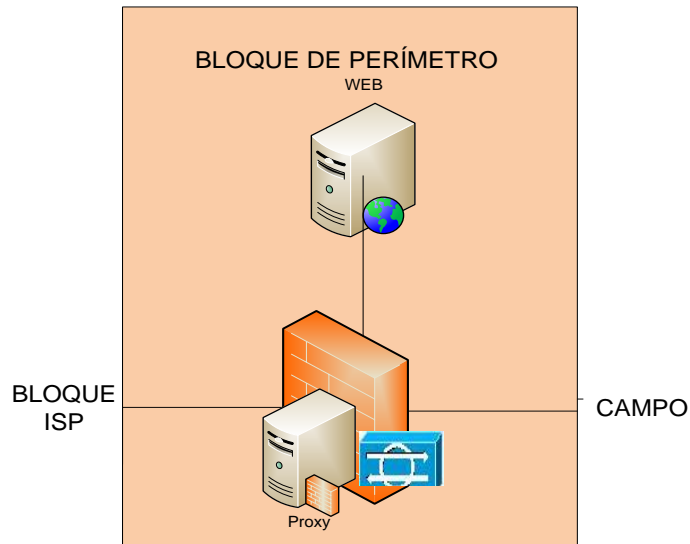 BLOQUE DE PERÍMETRO
WEB
BLOQUE
ISP
CAMPO
Proxy